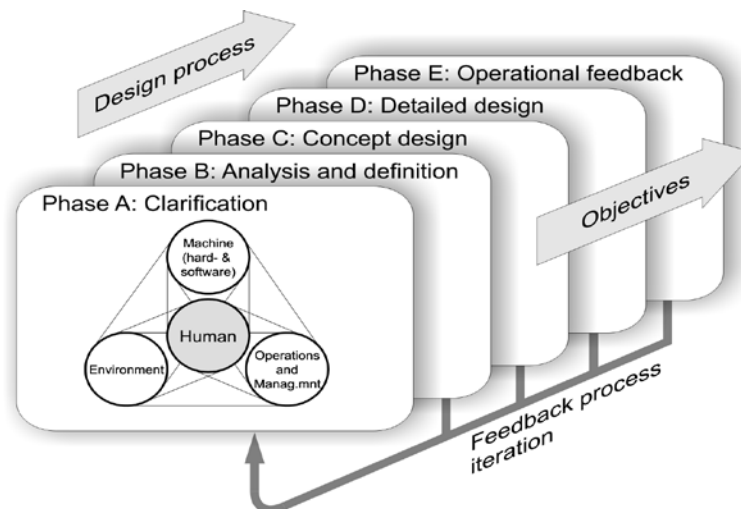 Design process
Phase E: Operational feedback
Phase D: Detailed design
Phase C: Concept design
Phase B: Analysis and definition
Phase A: Clarification
Machine
(hard- &
software)
Human
Environment
Operations
and
Manag.mnt
Objectives
Feedback process
iteration